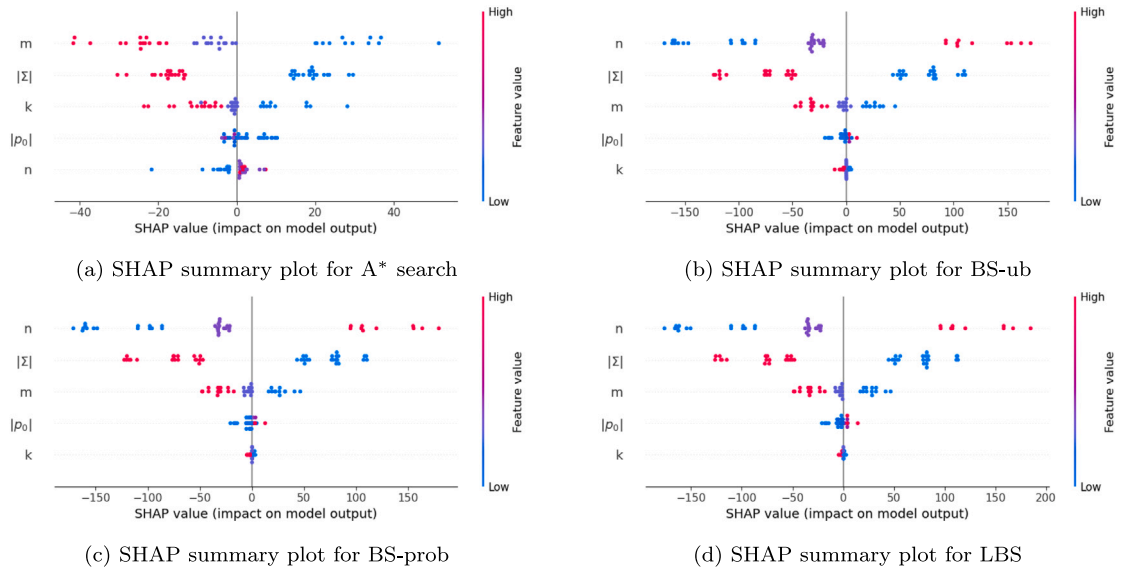 High
m
|Σ|
k
|p₀|
n
Feature value
Low
−40 −20 0 20 40
SHAP value (impact on model output)
(a) SHAP summary plot for A* search
High
n
|Σ|
m
|p₀|
k
Feature value
Low
−150 −100 −50 0 50 100 150
SHAP value (impact on model output)
(b) SHAP summary plot for BS-ub
High
n
|Σ|
m
|p₀|
k
Feature value
Low
−150 −100 −50 0 50 100 150
SHAP value (impact on model output)
(c) SHAP summary plot for BS-prob
High
n
|Σ|
m
|p₀|
k
Feature value
Low
−150 −100 −50 0 50 100 150 200
SHAP value (impact on model output)
(d) SHAP summary plot for LBS